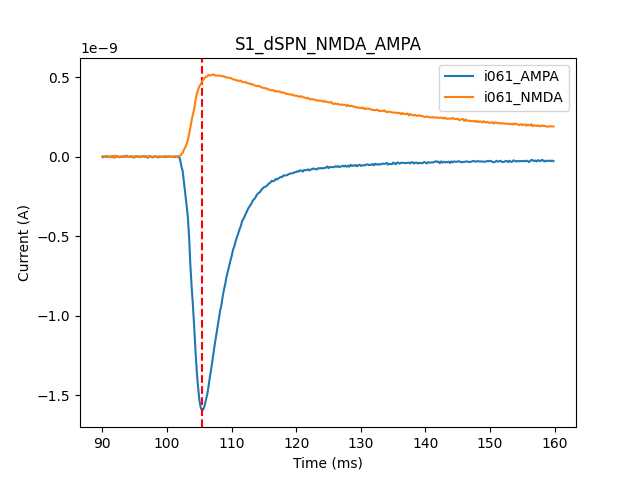 S1_dSPN_NMDA_AMPA
1e−9
i061_AMPA
i061_NMDA
0.5
0.0
−0.5
−1.0
−1.5
Current (A)
90 100 110 120 130 140 150 160
Time (ms)